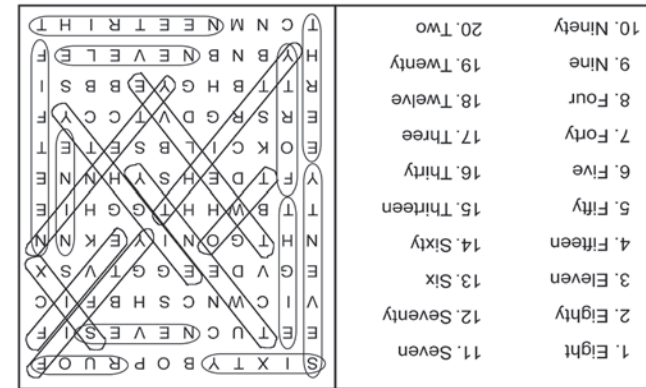 1. Eight 11. Seven
2. Eighty 12. Seventy
3. Eleven 13. Six
4. Fifteen 14. Sixty
5. Fifty 15. Thirteen
6. Five 16. Thirty
7. Forty 17. Three
8. Four 18. Twelve
9. Nine 19. Twenty
10. Ninety 20. Two
S I X T Y B O P R U O F
E E T U C N E V E S I F
V I C W N C S H B F I C
E G V D E E G G T V S X
N H T G O N I Y E K N N
T T B W H H T G G H I E
Y F T D E H S Y H N N E
E O K C I L B S E T E T
E R S R G D V T C C Y F
R T T B H G Y E B B S I
H Y B N B N E V E L E F
T C N M N E E T R I H T